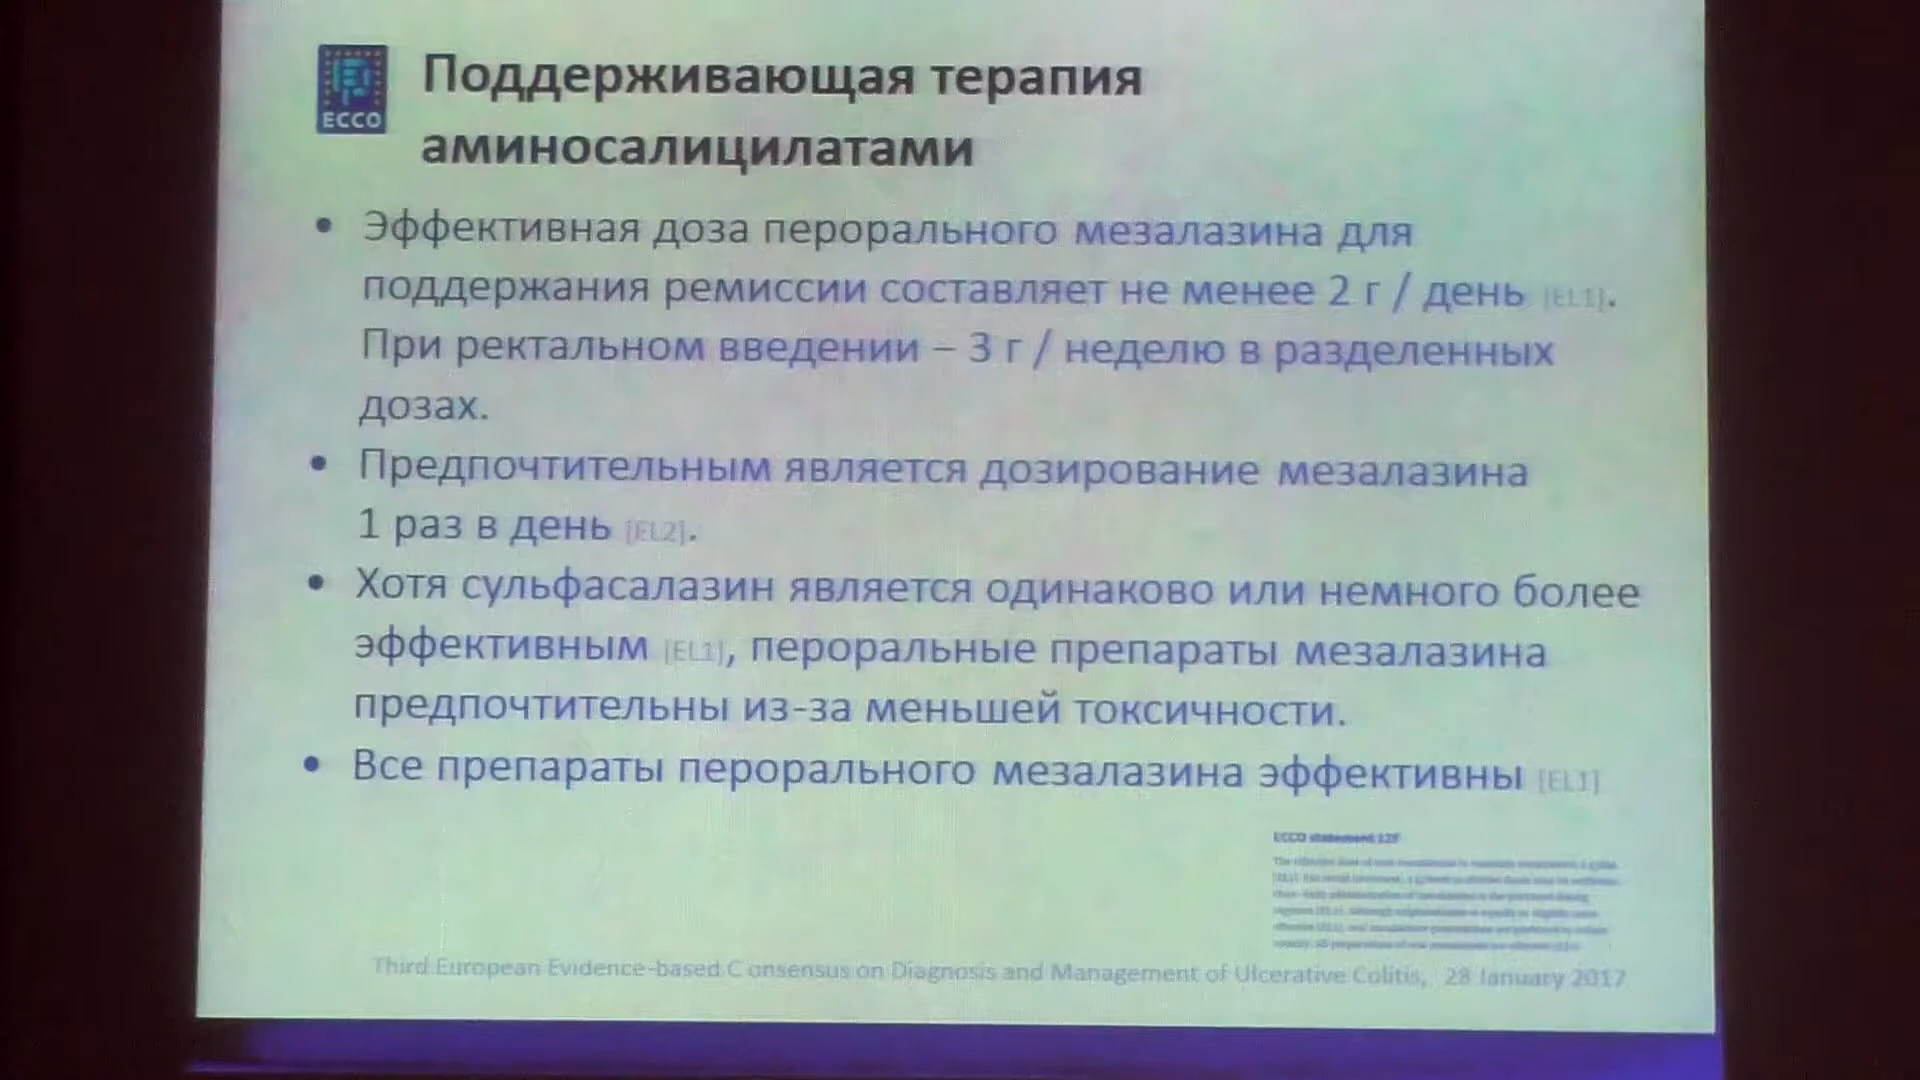 ECCO
Поддерживающая терапия
аминосалицилатами
• Эффективная доза перорального мезалазина для
поддержания ремиссии составляет не менее 2 г / день [EL1].
При ректальном введении – 3 г / неделю в разделенных
дозах.
• Предпочтительным является дозирование мезалазина
1 раз в день [EL2].
• Хотя сульфасалазин является одинаково или немного более
эффективным [EL1], пероральные препараты мезалазина
предпочтительны из-за меньшей токсичности.
• Все препараты перорального мезалазина эффективны [EL1]
ECCO statement
Third European Evidence-based Consensus on Diagnosis and Management of Ulcerative Colitis, 28 January 2017